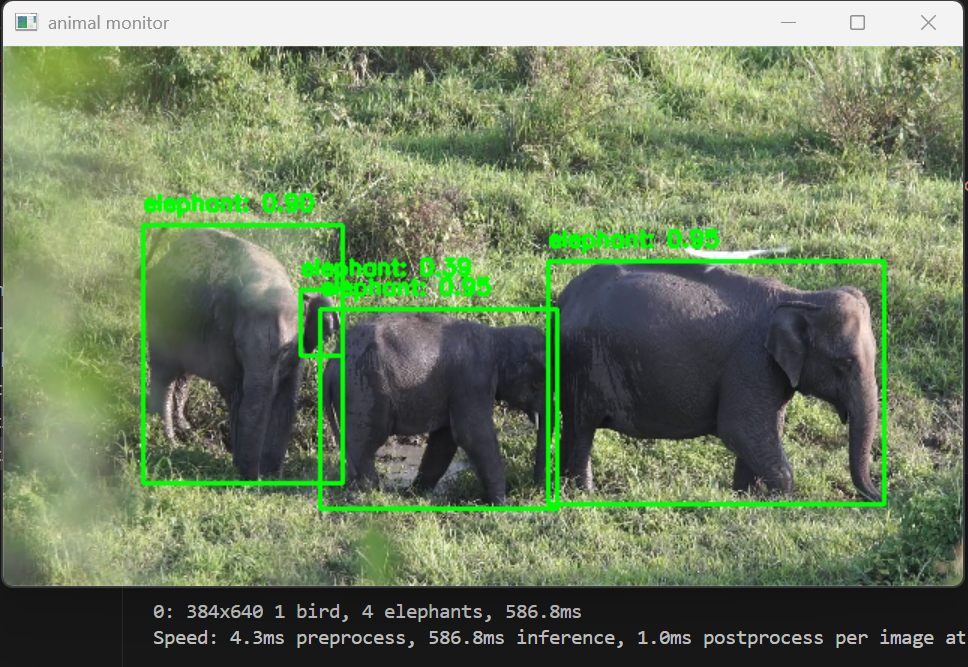 animal monitor
elephant: 0.90
elephant: 0.95
elephant: 0.39
elephant: 0.95
0: 384x640 1 bird, 4 elephants, 586.8ms
Speed: 4.3ms preprocess, 586.8ms inference, 1.0ms postprocess per image at